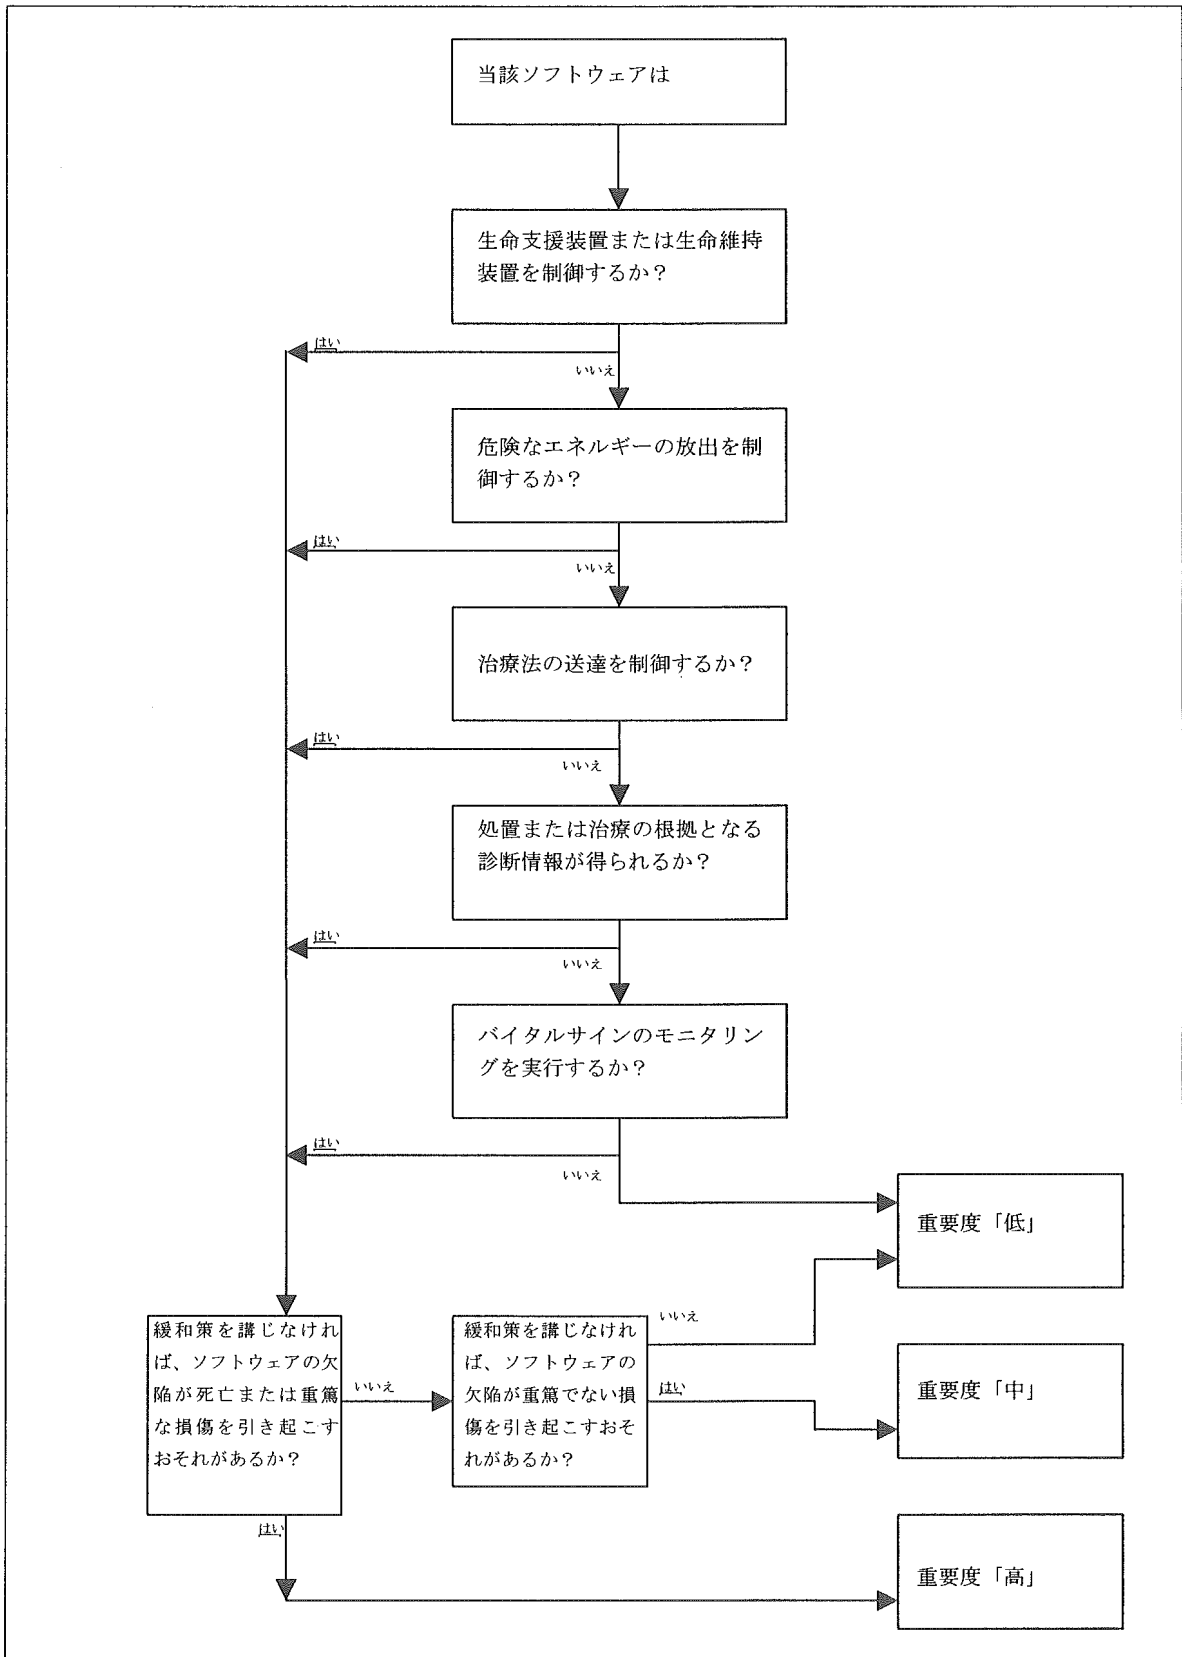 当該ソフトウェアは
生命支援装置または生命維持
装置を制御するか?
はい
いいえ
危険なエネルギーの放出を制
御するか?
はい
いいえ
治療法の送達を制御するか?
はい
いいえ
処置または治療の根拠となる
診断情報が得られるか?
はい
いいえ
バイタルサインのモニタリン
グを実行するか?
はい
いいえ
重要度「低」
緩和策を講じなけれ
ば、ソフトウェアの欠
陥が死亡または重篤
な損傷を引き起こす
おそれがあるか?
いいえ
緩和策を講じなけれ
ば、ソフトウェアの
欠陥が重篤でない損
傷を引き起こすおそ
れがあるか?
いいえ
はい
重要度「中」
はい
重要度「高」